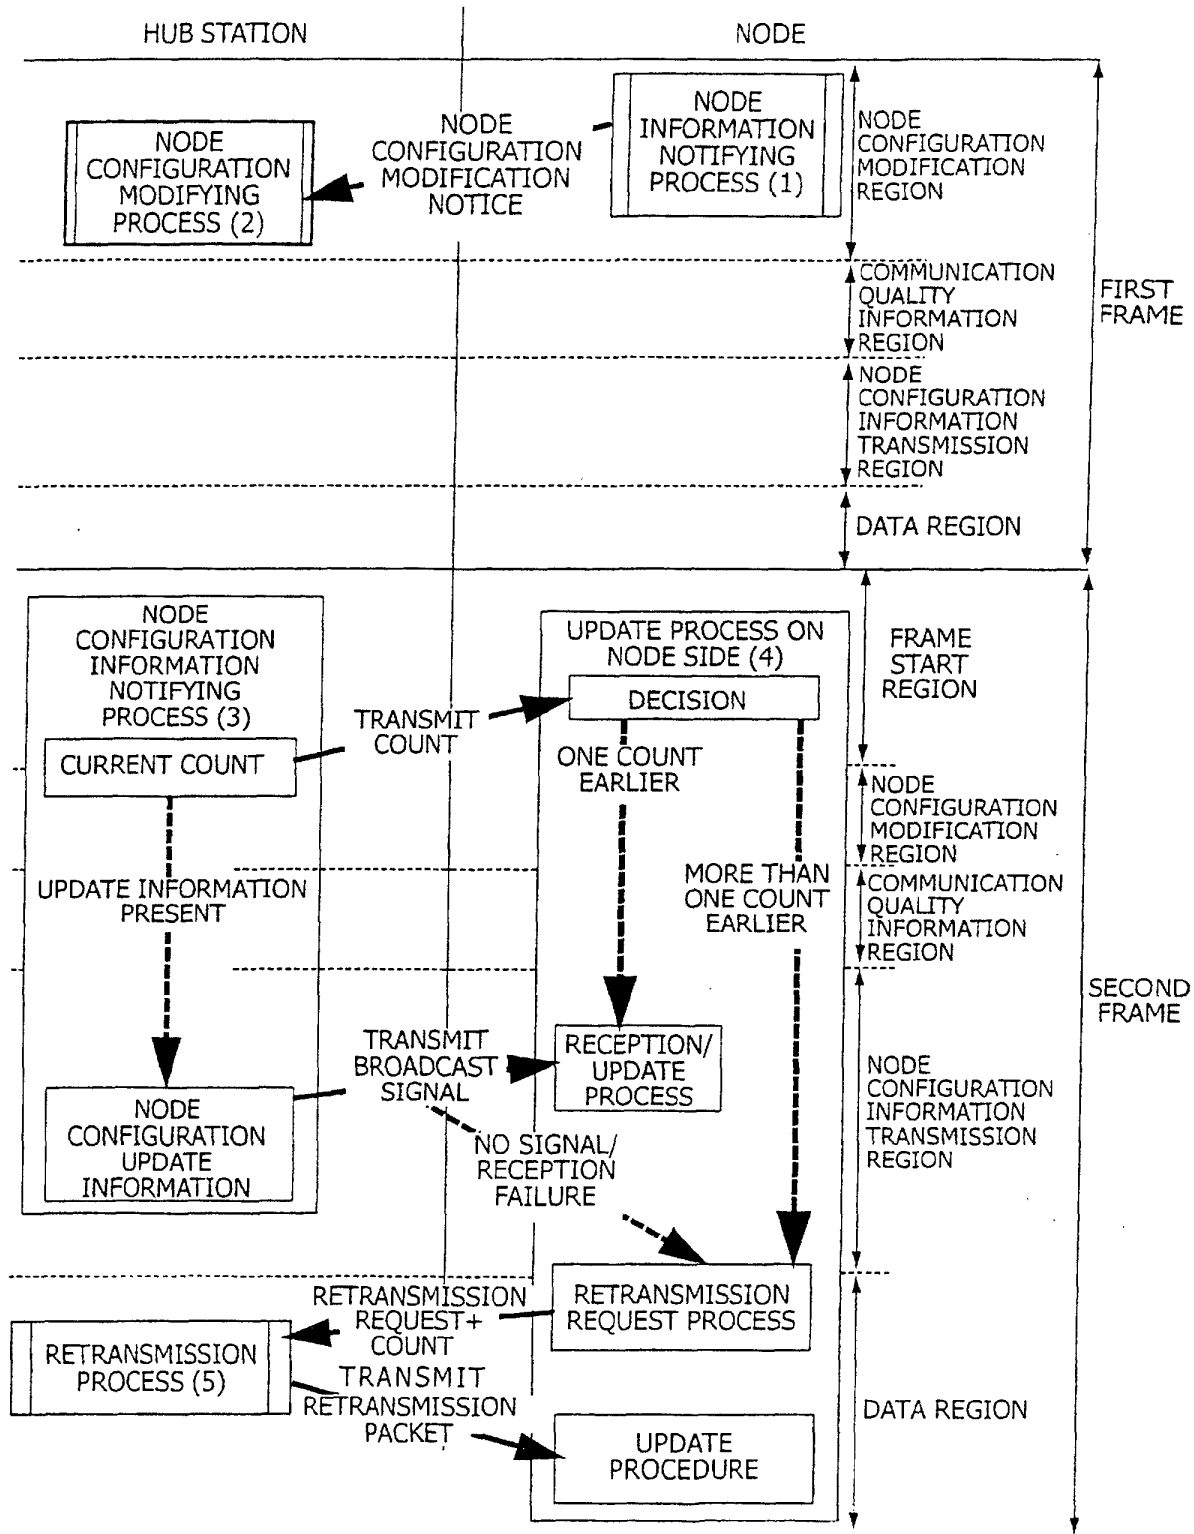 HUB STATION
NODE
NODE
INFORMATION
NOTIFYING
PROCESS (1)
NODE
CONFIGURATION
MODIFICATION
NOTICE
NODE
CONFIGURATION
MODIFYING
PROCESS (2)
NODE
CONFIGURATION
MODIFICATION
REGION
COMMUNICATION
QUALITY
INFORMATION
REGION
NODE
CONFIGURATION
INFORMATION
TRANSMISSION
REGION
DATA REGION
FIRST
FRAME
NODE
CONFIGURATION
INFORMATION
NOTIFYING
PROCESS (3)
CURRENT COUNT
TRANSMIT
COUNT
UPDATE PROCESS ON
NODE SIDE (4)
DECISION
ONE COUNT
EARLIER
MORE THAN
ONE COUNT
EARLIER
UPDATE INFORMATION
PRESENT
NODE
CONFIGURATION
UPDATE
INFORMATION
TRANSMIT
BROADCAST
SIGNAL
RECEPTION/
UPDATE
PROCESS
NO SIGNAL/
RECEPTION
FAILURE
RETRANSMISSION
REQUEST PROCESS
RETRANSMISSION
REQUEST+
COUNT
RETRANSMISSION
PROCESS (5)
TRANSMIT
RETRANSMISSION
PACKET
UPDATE
PROCEDURE
FRAME
START
REGION
NODE
CONFIGURATION
MODIFICATION
REGION
COMMUNICATION
QUALITY
INFORMATION
REGION
NODE
CONFIGURATION
INFORMATION
TRANSMISSION
REGION
DATA REGION
SECOND
FRAME